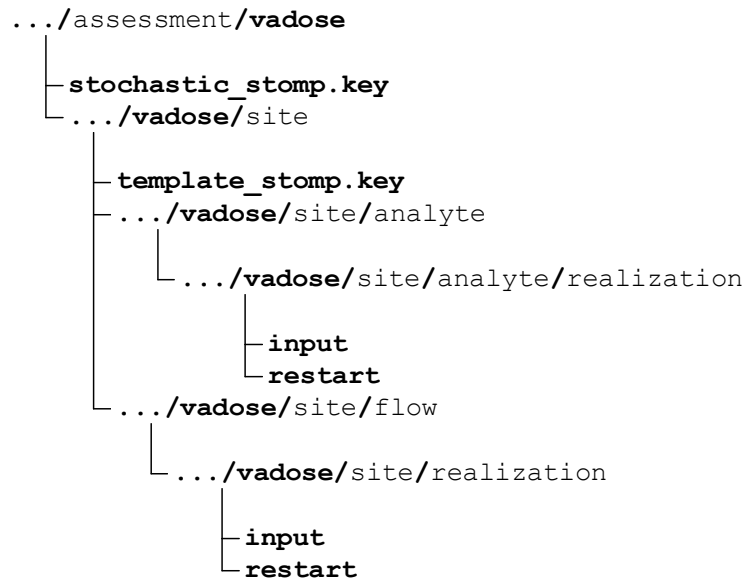 .../assessment/vadose
stochastic_stomp.key
.../vadose/site
template_stomp.key
.../vadose/site/analyte
.../vadose/site/analyte/realization
input
restart
.../vadose/site/flow
.../vadose/site/realization
input
restart